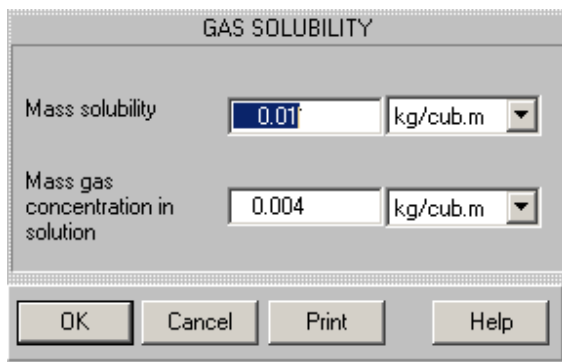 GAS SOLUBILITY
Mass solubility 0.01 kg/cub.m
Mass gas
concentration in
solution
0.004 kg/cub.m
OK Cancel Print Help